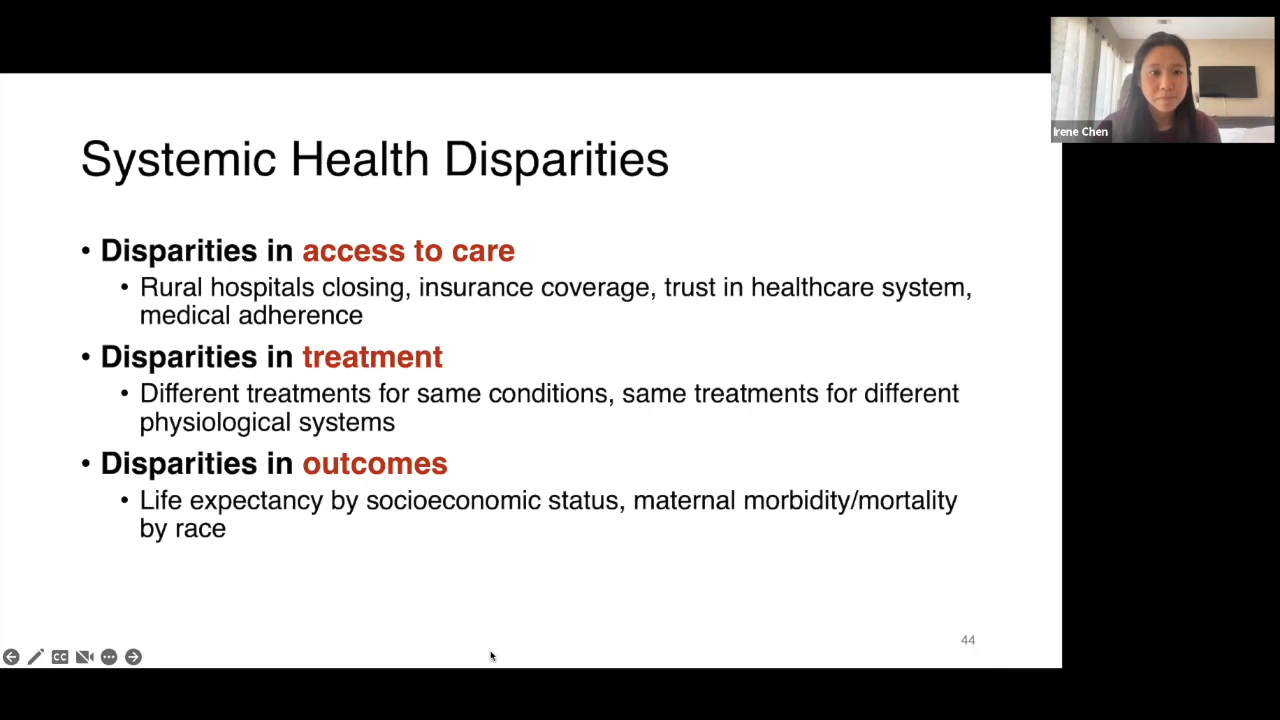 Irene Chen
Systemic Health Disparities
• Disparities in access to care
• Rural hospitals closing, insurance coverage, trust in healthcare system,
medical adherence
• Disparities in treatment
• Different treatments for same conditions, same treatments for different
physiological systems
• Disparities in outcomes
• Life expectancy by socioeconomic status, maternal morbidity/mortality
by race
44
CC